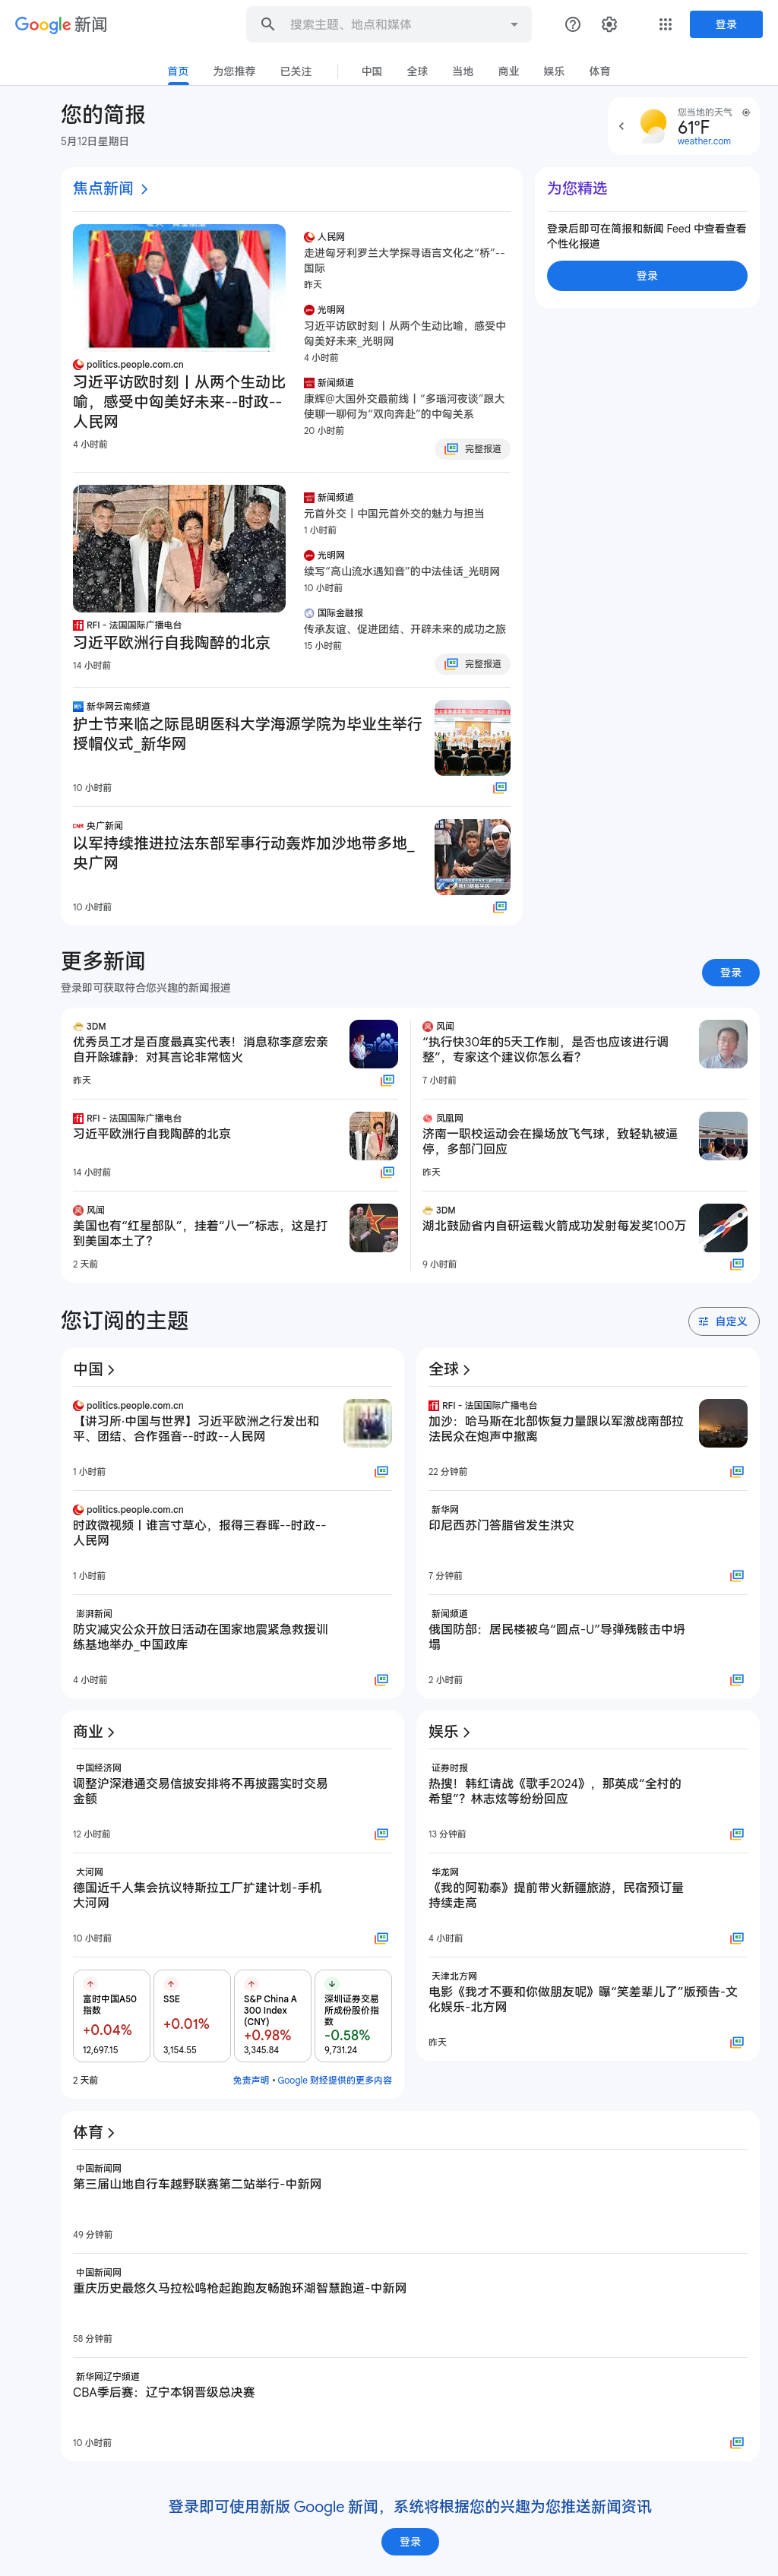 Google 新闻
搜索主题、地点和媒体
登录
首页
为您推荐
已关注
中国
全球
当地
商业
娱乐
体育
您的简报
5月12日星期日
您当地的天气
61°F
weather.com
焦点新闻
politics.people.com.cn
习近平访欧时刻丨从两个生动比
喻，感受中匈美好未来--时政--
人民网
4 小时前
人民网
走进匈牙利罗兰大学探寻语言文化之“桥”--
国际
昨天
光明网
习近平访欧时刻丨从两个生动比喻，感受中
匈美好未来_光明网
4 小时前
新闻频道
康辉@大国外交最前线丨“多瑙河夜谈”跟大
使聊一聊何为“双向奔赴”的中匈关系
20 小时前
完整报道
RFI - 法国国际广播电台
习近平欧洲行自我陶醉的北京
14 小时前
新闻频道
元首外交丨中国元首外交的魅力与担当
1 小时前
光明网
续写“高山流水遇知音”的中法佳话_光明网
10 小时前
国际金融报
传承友谊、促进团结、开辟未来的成功之旅
15 小时前
完整报道
新华网云南频道
护士节来临之际昆明医科大学海源学院为毕业生举行
授帽仪式_新华网
10 小时前
央广新闻
以军持续推进拉法东部军事行动轰炸加沙地带多地_
央广网
10 小时前
为您精选
登录后即可在简报和新闻 Feed 中查看查看
个性化报道
登录
更多新闻
登录即可获取符合您兴趣的新闻报道
登录
3DM
优秀员工才是百度最真实代表！消息称李彦宏亲
自开除璩静：对其言论非常恼火
昨天
RFI - 法国国际广播电台
习近平欧洲行自我陶醉的北京
14 小时前
风闻
美国也有“红星部队”，挂着“八一”标志，这是打
到美国本土了？
2 天前
风闻
“执行快30年的5天工作制，是否也应该进行调
整”，专家这个建议你怎么看？
7 小时前
凤凰网
济南一职校运动会在操场放飞气球，致轻轨被逼
停，多部门回应
昨天
3DM
湖北鼓励省内自研运载火箭成功发射每发奖100万
9 小时前
您订阅的主题
自定义
中国
politics.people.com.cn
【讲习所·中国与世界】习近平欧洲之行发出和
平、团结、合作强音--时政--人民网
1 小时前
politics.people.com.cn
时政微视频丨谁言寸草心，报得三春晖--时政--
人民网
1 小时前
澎湃新闻
防灾减灾公众开放日活动在国家地震紧急救援训
练基地举办_中国政库
4 小时前
全球
RFI - 法国国际广播电台
加沙：哈马斯在北部恢复力量跟以军激战南部拉
法民众在炮声中撤离
22 分钟前
新华网
印尼西苏门答腊省发生洪灾
7 分钟前
新闻频道
俄国防部：居民楼被乌“圆点-U”导弹残骸击中坍
塌
2 小时前
商业
中国经济网
调整沪深港通交易信披安排将不再披露实时交易
金额
12 小时前
大河网
德国近千人集会抗议特斯拉工厂扩建计划-手机
大河网
10 小时前
富时中国A50
指数
+0.04%
12,697.15
SSE
+0.01%
3,154.55
S&P China A
300 Index
(CNY)
+0.98%
3,345.84
深圳证券交易
所成份股价指
数
-0.58%
9,731.24
2 天前
免责声明 • Google 财经提供的更多内容
娱乐
证券时报
热搜！韩红请战《歌手2024》，那英成“全村的
希望”？林志炫等纷纷回应
13 分钟前
华龙网
《我的阿勒泰》提前带火新疆旅游，民宿预订量
持续走高
4 小时前
天津北方网
电影《我才不要和你做朋友呢》曝“笑差辈儿了”版预告-文
化娱乐-北方网
昨天
体育
中国新闻网
第三届山地自行车越野联赛第二站举行-中新网
49 分钟前
中国新闻网
重庆历史最悠久马拉松鸣枪起跑跑友畅跑环湖智慧跑道-中新网
58 分钟前
新华网辽宁频道
CBA季后赛：辽宁本钢晋级总决赛
10 小时前
登录即可使用新版 Google 新闻，系统将根据您的兴趣为您推送新闻资讯
登录